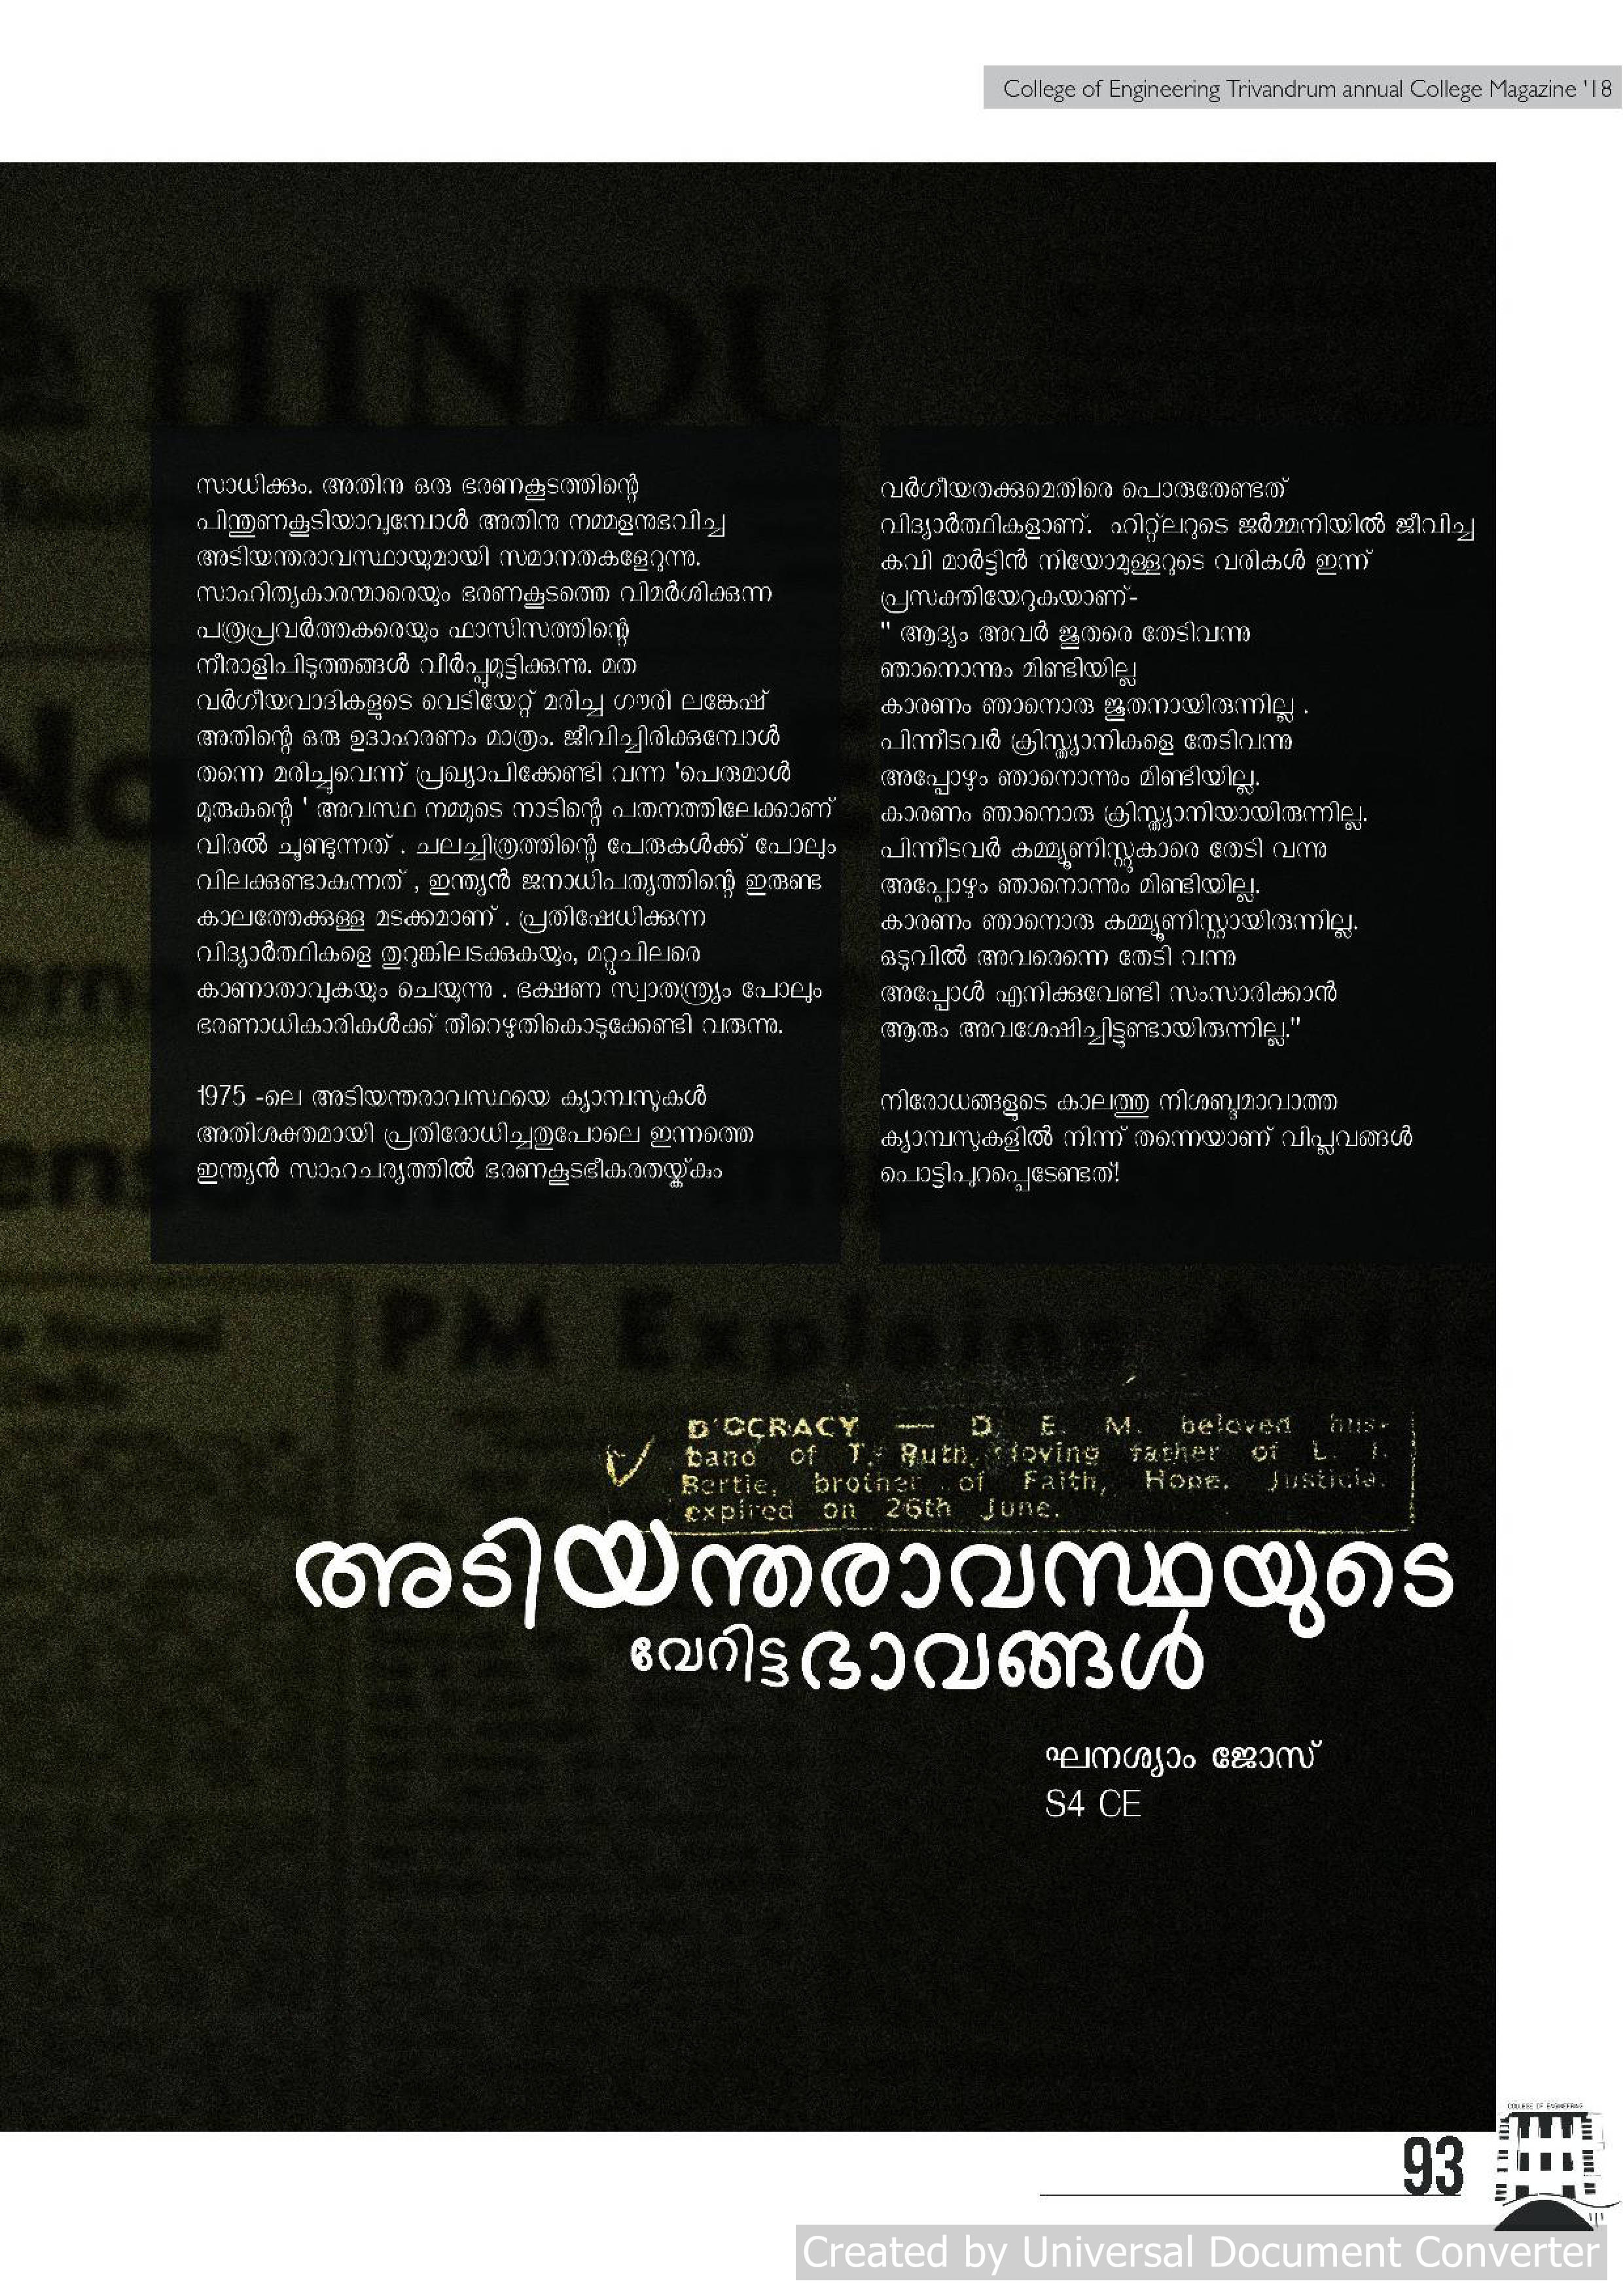 College of Engineering Trivandrum annual College Magazine '18
HINDU
സാധിക്കും. അതിനു ഒരു ഭരണകൂടത്തിന്റെ
പിന്തുണകൂടിയാവുമ്പോൾ അതിനു നമ്മളനുഭവിച്ച
അടിയന്തരാവസ്ഥായുമായി സമാനതകളേറുന്നു.
സാഹിത്യകാരന്മാരെയും ഭരണകൂടത്തെ വിമർശിക്കുന്ന
പത്രപ്രവർത്തകരെയും ഫാസിസത്തിന്റെ
നീരാളിപിടുത്തങ്ങൾ വീർപ്പുമുട്ടിക്കുന്നു. മത
വർഗീയവാദികളുടെ വെടിയേറ്റ് മരിച്ച ഗൗരി ലങ്കേഷ്
അതിന്റെ ഒരു ഉദാഹരണം മാത്രം. ജീവിച്ചിരിക്കുമ്പോൾ
തന്നെ മരിച്ചുവെന്ന് പ്രഖ്യാപിക്കേണ്ടി വന്ന 'പെരുമാൾ
മുരുകന്റെ ' അവസ്ഥ നമ്മുടെ നാടിന്റെ പതനത്തിലേക്കാണ്
വിരൽ ചൂണ്ടുന്നത് . ചലച്ചിത്രത്തിന്റെ പേരുകൾക്ക് പോലും
വിലക്കുണ്ടാകുന്നത് , ഇന്ത്യൻ ജനാധിപത്യത്തിന്റെ ഇരുണ്ട
കാലത്തേക്കുള്ള മടക്കമാണ് . പ്രതിഷേധിക്കുന്ന
വിദ്യാർത്ഥികളെ തുറുങ്കിലടക്കുകയും, മറ്റുചിലരെ
കാണാതാവുകയും ചെയുന്നു . ഭക്ഷണ സ്വാതന്ത്ര്യം പോലും
ഭരണാധികാരികൾക്ക് തീറെഴുതികൊടുക്കേണ്ടി വരുന്നു.
1975 -ലെ അടിയന്തരാവസ്ഥയെ ക്യാമ്പസുകൾ
അതിശക്തമായി പ്രതിരോധിച്ചതുപോലെ ഇന്നത്തെ
ഇന്ത്യൻ സാഹചര്യത്തിൽ ഭരണകൂടഭീകരതയ്ക്കും
വർഗീയതക്കുമെതിരെ പൊരുതേണ്ടത്
വിദ്യാർത്ഥികളാണ്. ഹിറ്റ്ലറുടെ ജർമ്മനിയിൽ ജീവിച്ച
കവി മാർട്ടിൻ നിയോമുള്ളറുടെ വരികൾ ഇന്ന്
പ്രസക്തിയേറുകയാണ്-
" ആദ്യം അവർ ജൂതരെ തേടിവന്നു
ഞാനൊന്നും മിണ്ടിയില്ല
കാരണം ഞാനൊരു ജൂതനായിരുന്നില്ല .
പിന്നീടവർ ക്രിസ്ത്യാനികളെ തേടിവന്നു
അപ്പോഴും ഞാനൊന്നും മിണ്ടിയില്ല.
കാരണം ഞാനൊരു ക്രിസ്ത്യാനിയായിരുന്നില്ല.
പിന്നീടവർ കമ്മ്യൂണിസ്റ്റുകാരെ തേടി വന്നു
അപ്പോഴും ഞാനൊന്നും മിണ്ടിയില്ല.
കാരണം ഞാനൊരു കമ്മ്യൂണിസ്റ്റായിരുന്നില്ല.
ഒടുവിൽ അവരെന്നെ തേടി വന്നു
അപ്പോൾ എനിക്കുവേണ്ടി സംസാരിക്കാൻ
ആരും അവശേഷിച്ചിട്ടുണ്ടായിരുന്നില്ല."
നിരോധങ്ങളുടെ കാലത്തു നിശബ്ദമാവാത്ത
ക്യാമ്പസുകളിൽ നിന്ന് തന്നെയാണ് വിപ്ലവങ്ങൾ
പൊട്ടിപുറപ്പെടേണ്ടത്!
PM Explains
D'OCRACY — D. E. M. beloved hus-
band of T. Ruth, loving father of L. I.
Bertie, brother of Faith, Hope, Justicia,
expired on 26th June.
അടിയന്തരാവസ്ഥയുടെ
വേറിട്ട ഭാവങ്ങൾ
ഘനശ്യാം ജോസ്
S4 CE
93
COLLEGE OF ENGINEERING
Created by Universal Document Converter